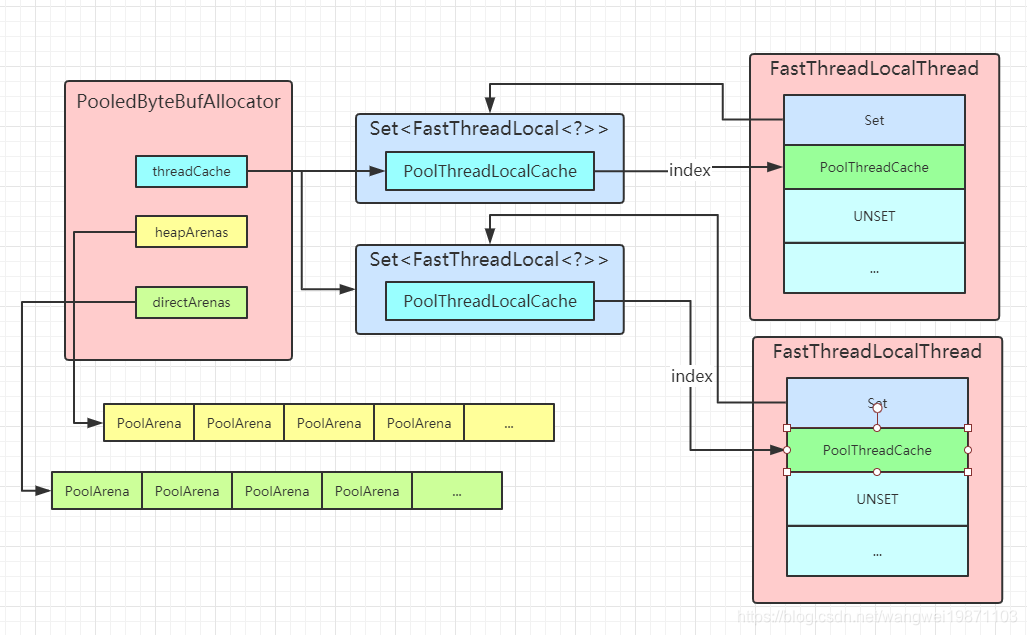 PooledByteBufAllocator
threadCache
heapArenas
directArenas
Set<FastThreadLocal<?>>
PoolThreadLocalCache
index
Set<FastThreadLocal<?>>
PoolThreadLocalCache
index
FastThreadLocalThread
Set
PoolThreadCache
UNSET
...
FastThreadLocalThread
Set
PoolThreadCache
UNSET
...
PoolArena PoolArena PoolArena PoolArena ...
PoolArena PoolArena PoolArena PoolArena ...
https://blog.csdn.net/wangwei19871103